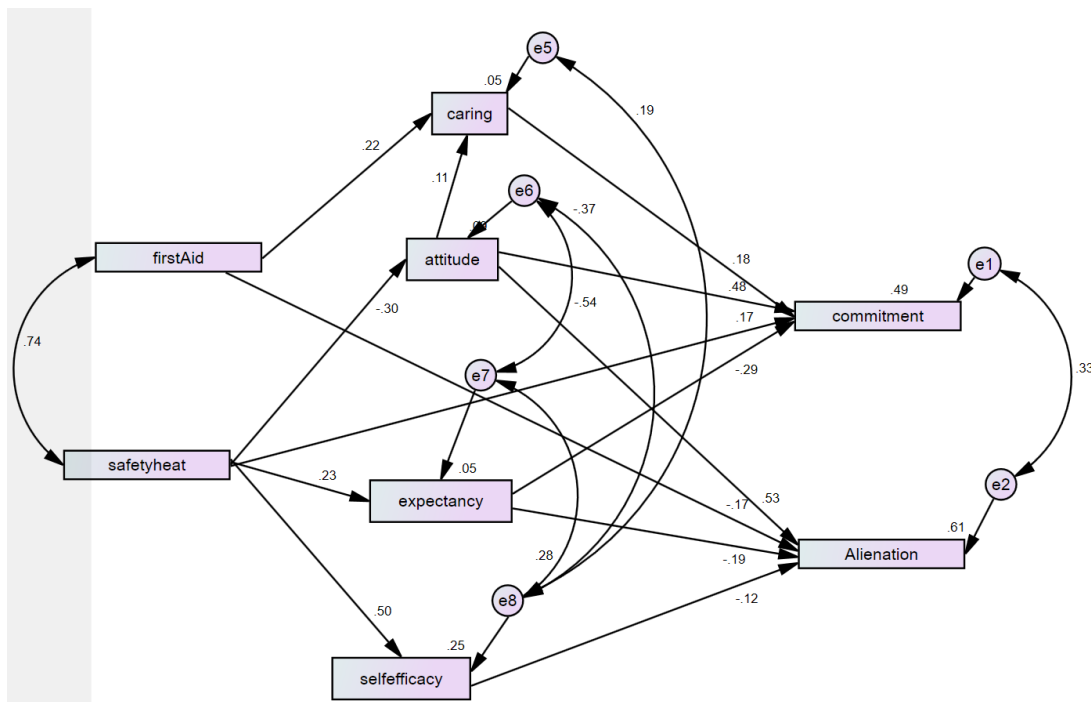 e5
.05
caring
.19
.22
.11
e6
-.37
attitude
firstAid
.18
e1
-.30
.48
.49
-.54
commitment
.17
.74
e7
-.29
.33
safetyheat
.05
.23
expectancy
e2
-.17
.53
.61
.28
-.19
Alienation
e8
-.12
.50
.25
selfefficacy